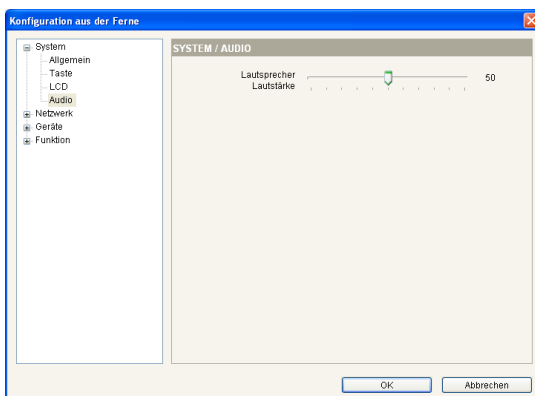 Konfiguration aus der Ferne
System
Allgemein
Taste
LCD
Audio
Netzwerk
Geräte
Funktion
SYSTEM / AUDIO
Lautsprecher
Lautstärke
50
OK
Abbrechen